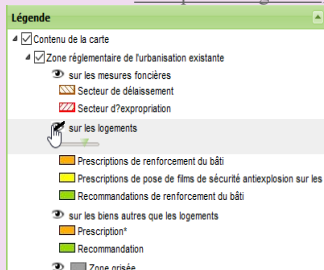 Légende
Contenu de la carte
Zone règlementaire de l'urbanisation existante
sur les mesures foncières
Secteur de délaissement
Secteur d?expropriation
sur les logements
Prescriptions de renforcement du bâti
Prescriptions de pose de films de sécurité antiexplosion sur les
Recommandations de renforcement du bâti
sur les biens autres que les logements
Prescription*
Recommandation
Zone grisée